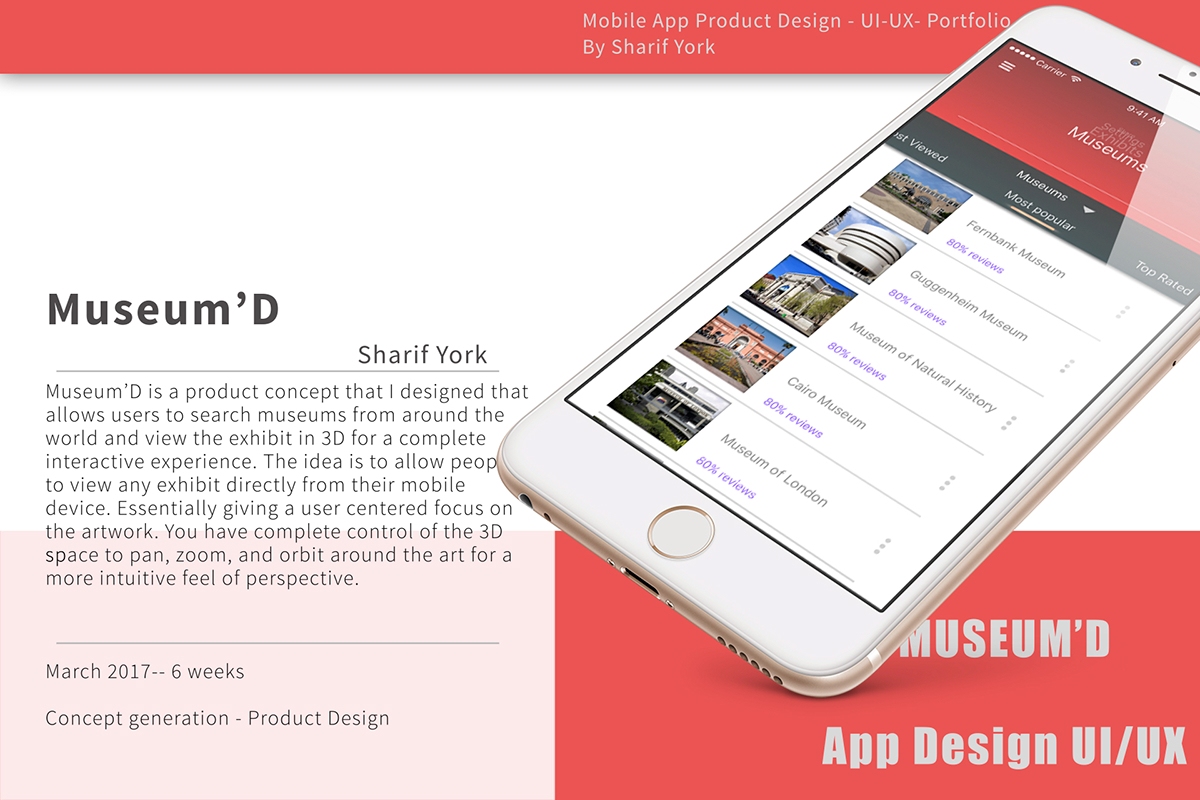 Mobile App Product Design - UI-UX- Portfolio
By Sharif York
Carrier
9:41 AM
Settings
Exhibits
Museums
Viewed
Museums
Most popular
Top Rated
Fernbank Museum
80% reviews
Guggenheim Museum
80% reviews
Museum of Natural History
80% reviews
Cairo Museum
80% reviews
Museum of London
80% reviews
Museum’D
Sharif York
Museum’D is a product concept that I designed that
allows users to search museums from around the
world and view the exhibit in 3D for a complete
interactive experience. The idea is to allow peop
to view any exhibit directly from their mobile
device. Essentially giving a user centered focus on
the artwork. You have complete control of the 3D
space to pan, zoom, and orbit around the art for a
more intuitive feel of perspective.
March 2017-- 6 weeks
Concept generation - Product Design
MUSEUM’D
App Design UI/UX